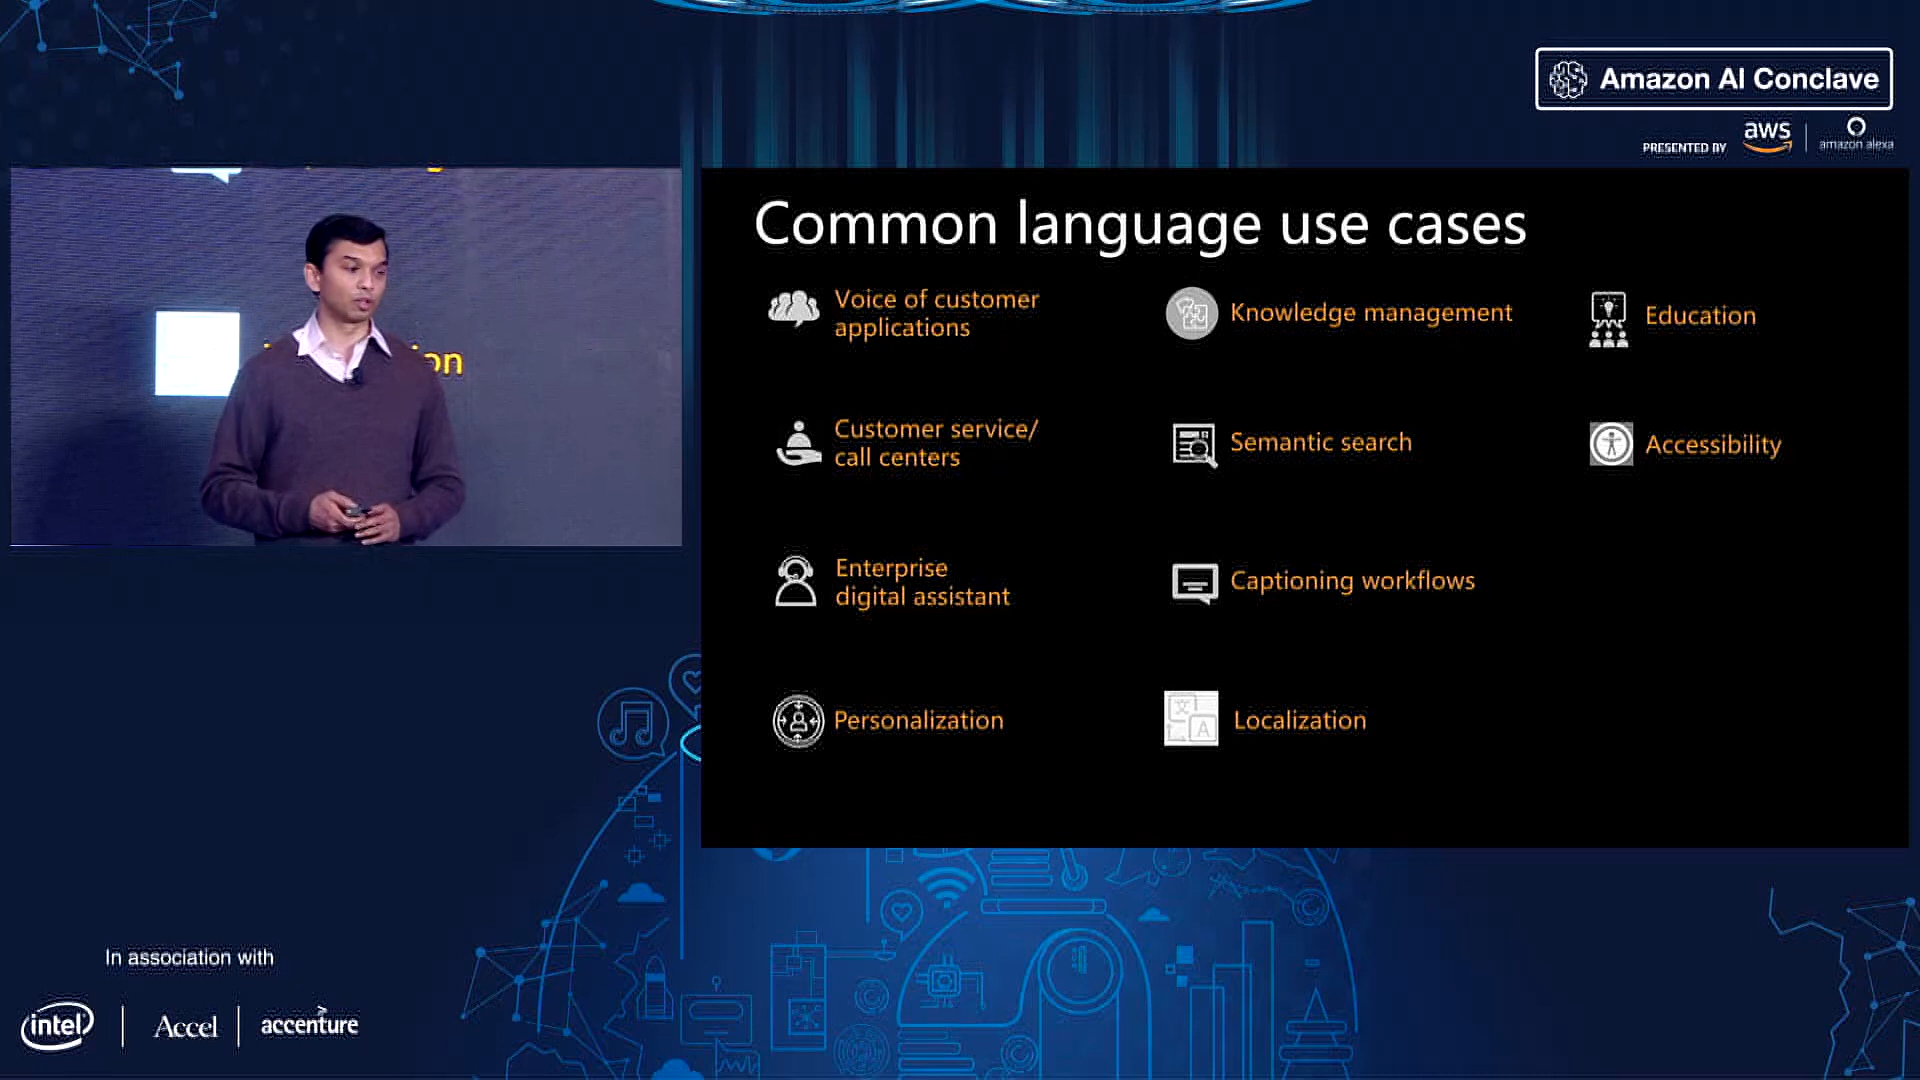 Amazon AI Conclave
PRESENTED BY
aws
amazon alexa
on
Common language use cases
Voice of customer
applications
Knowledge management
Education
Customer service/
call centers
Semantic search
Accessibility
Enterprise
digital assistant
Captioning workflows
Personalization
文
A
Localization
In association with
intel
Accel
accenture